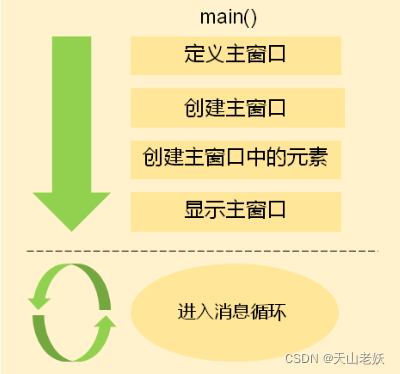 main()
定义主窗口
创建主窗口
创建主窗口中的元素
显示主窗口
进入消息循环
CSDN @天山老妖